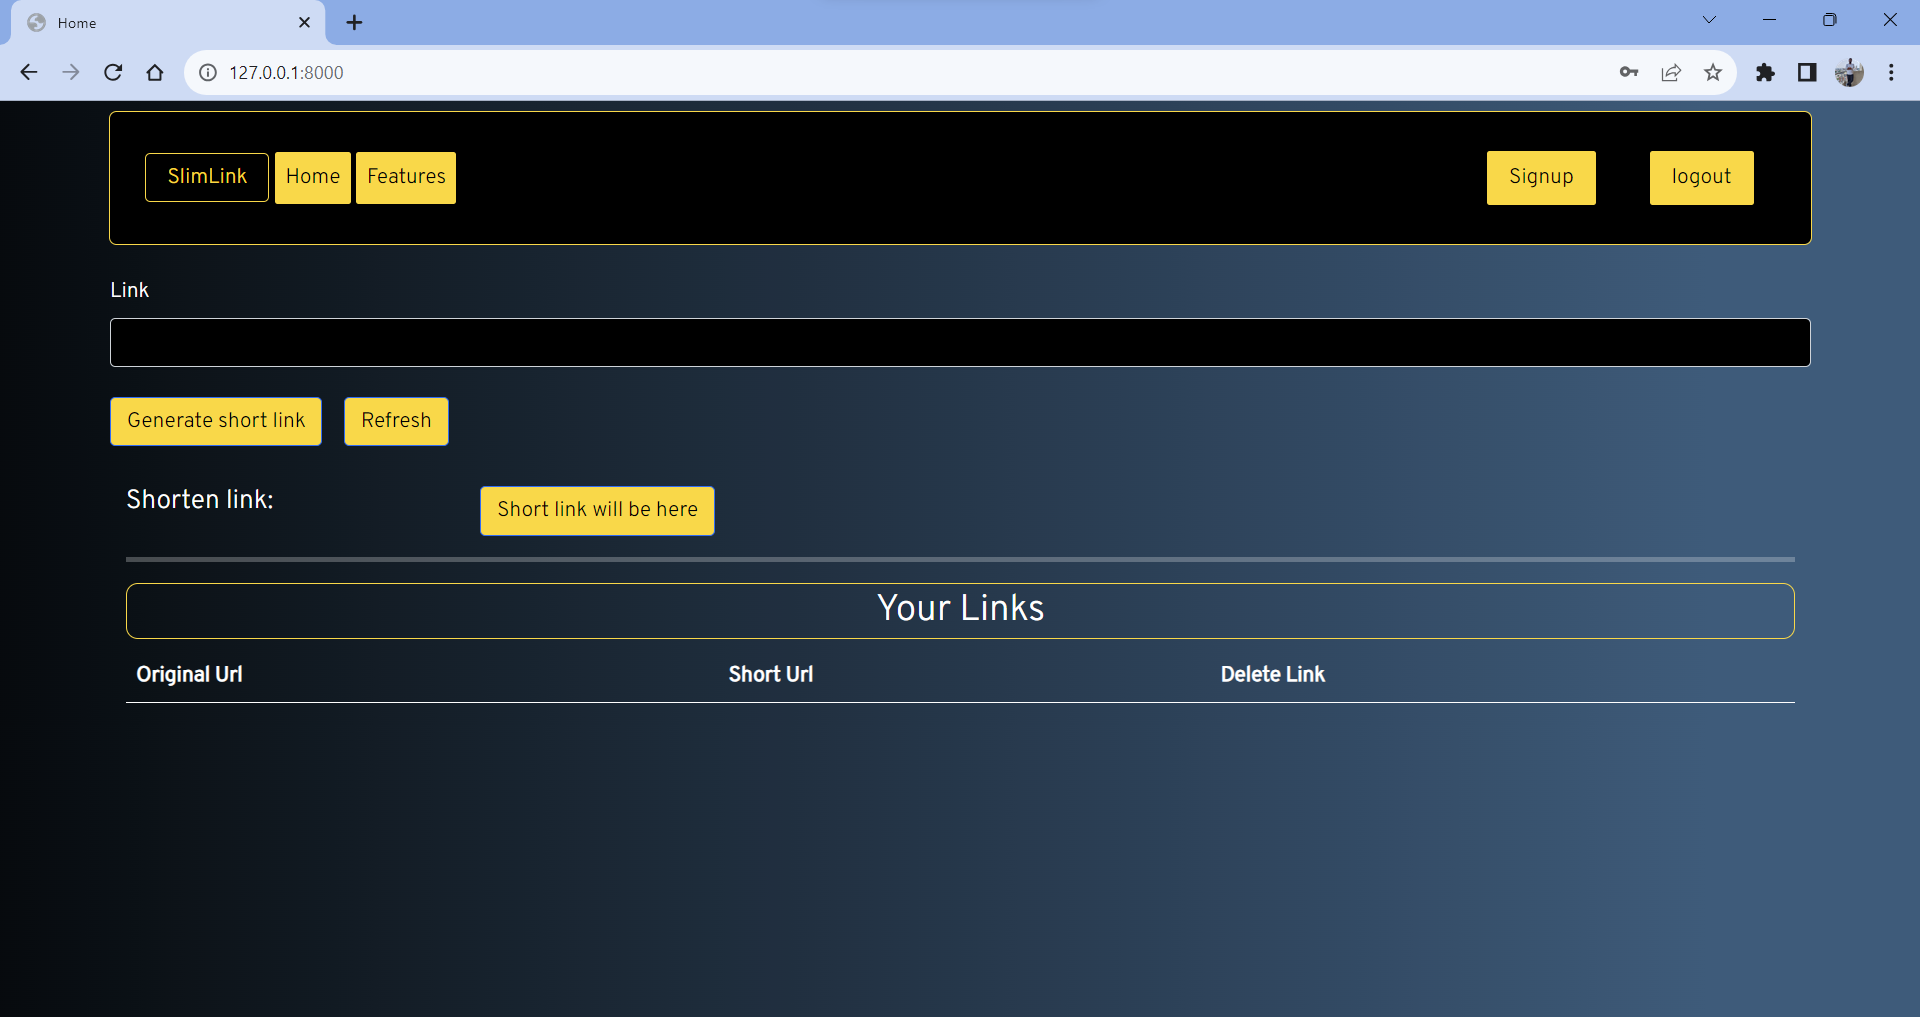 Home
127.0.0.1:8000
SlimLink Home Features Signup logout
Link
Generate short link Refresh
Shorten link: Short link will be here
Your Links
Original Url Short Url Delete Link